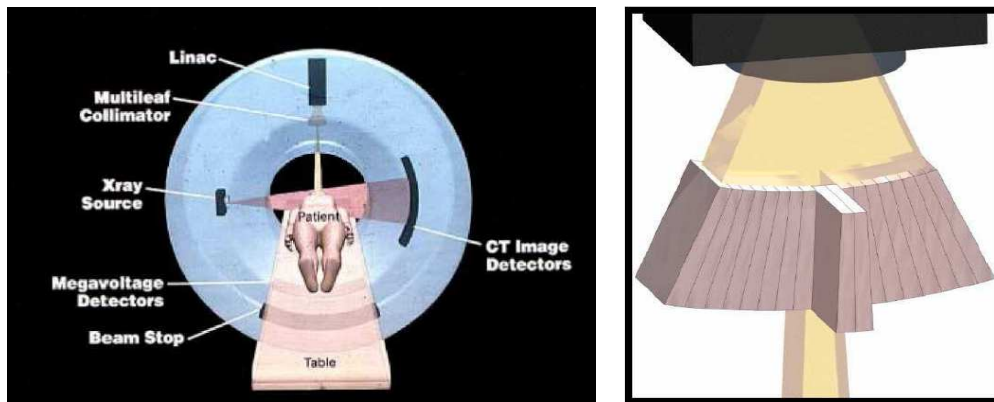 Linac
Multileaf
Collimator
Xray
Source
Patient
CT Image
Detectors
Megavoltage
Detectors
Beam Stop
Table